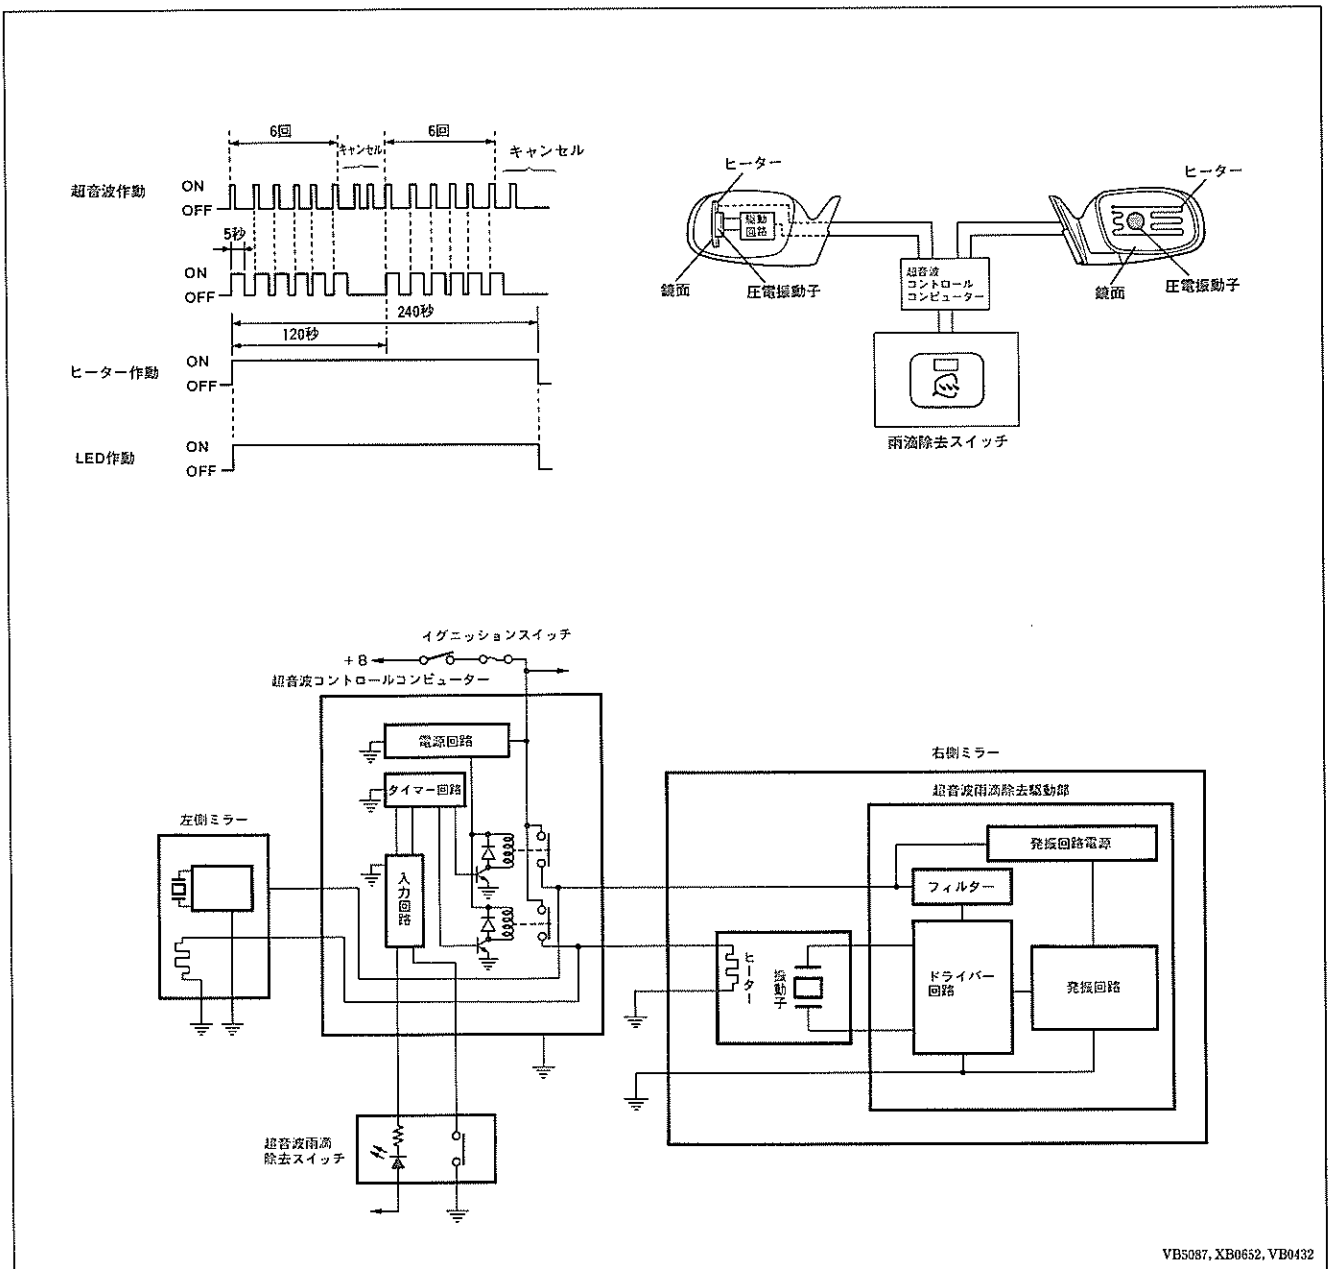 6回
6回
キャンセル
キャンセル
超音波作動
ON
OFF
5秒
ON
OFF
240秒
120秒
ヒーター作動
ON
OFF
LED作動
ON
OFF
ヒーター
駆動
回路
鏡面
圧電振動子
超音波
コントロール
コンピューター
ヒーター
鏡面
圧電振動子
雨滴除去スイッチ
イグニッションスイッチ
+B
超音波コントロールコンピューター
電源回路
タイマー回路
入力回路
左側ミラー
右側ミラー
超音波雨滴除去駆動部
発振回路電源
フィルター
ドライバー
回路
発振回路
ヒーター
振動子
超音波雨滴
除去スイッチ
VB5087, XB0652, VB0432